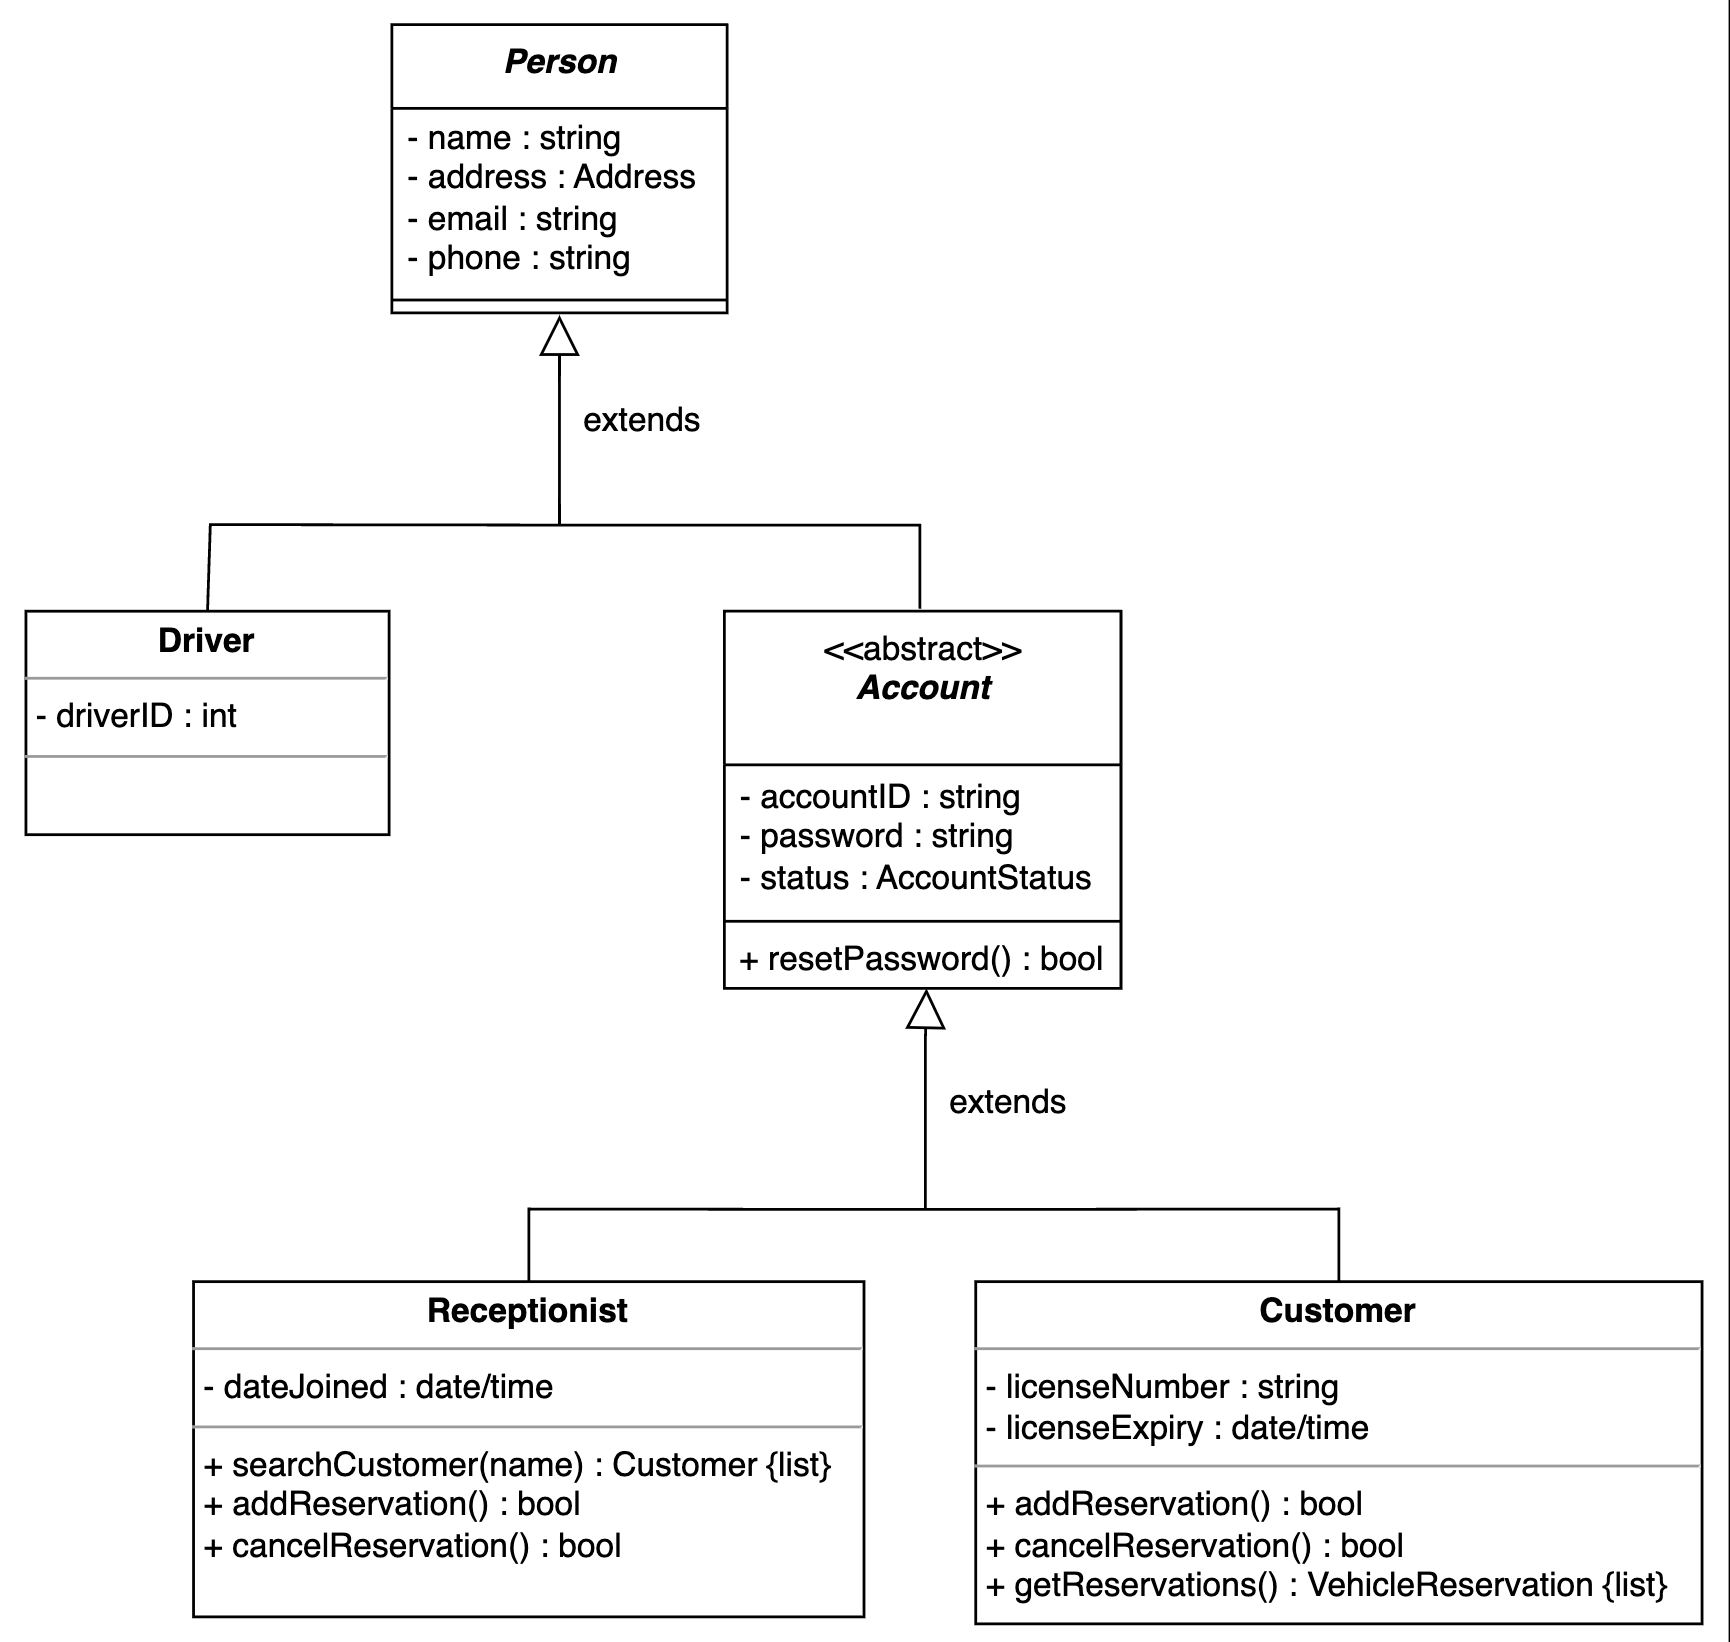 Person
- name : string
- address : Address
- email : string
- phone : string
extends
Driver
- driverID : int
<<abstract>>
Account
- accountID : string
- password : string
- status : AccountStatus
+ resetPassword() : bool
extends
Receptionist
- dateJoined : date/time
+ searchCustomer(name) : Customer {list}
+ addReservation() : bool
+ cancelReservation() : bool
Customer
- licenseNumber : string
- licenseExpiry : date/time
+ addReservation() : bool
+ cancelReservation() : bool
+ getReservations() : VehicleReservation {list}